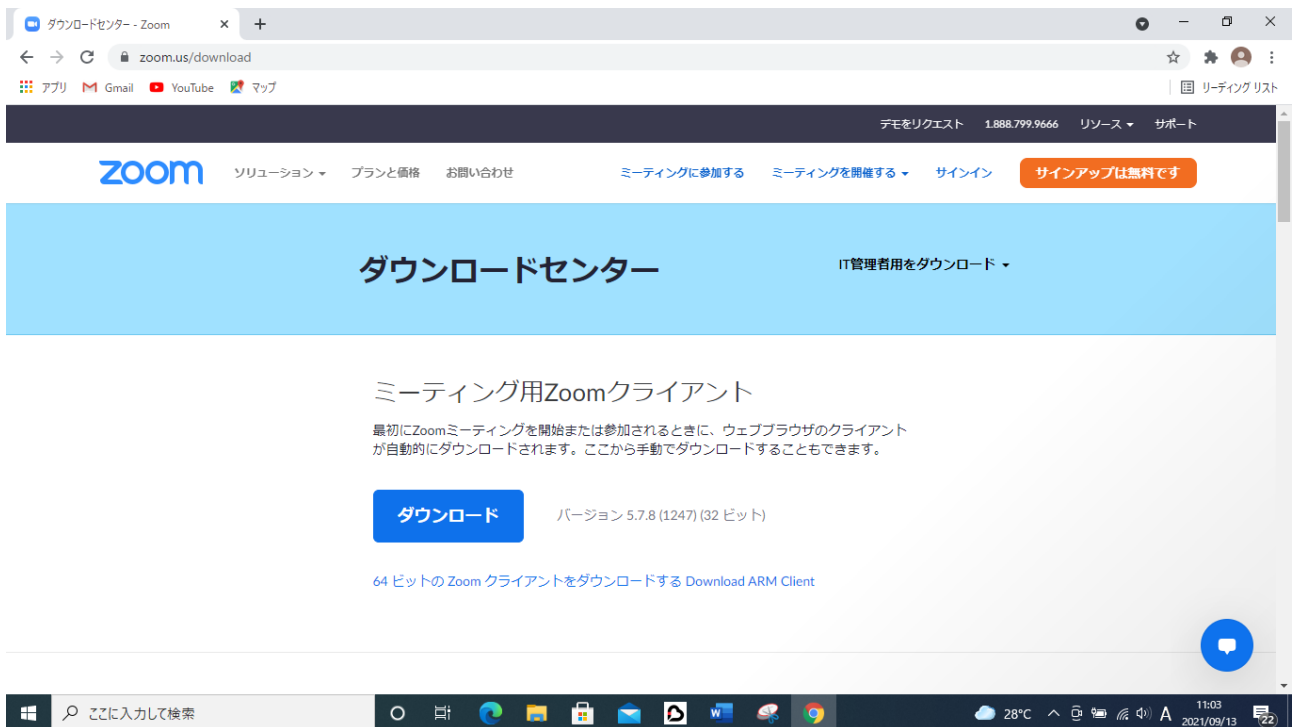 ダウンロードセンター - Zoom
zoom.us/download
アプリ Gmail YouTube マップ リーディング リスト
デモをリクエスト 1.888.799.9666 リソース サポート
zoom ソリューション プランと価格 お問い合わせ ミーティングに参加する ミーティングを開催する サインイン サインアップは無料です
ダウンロードセンター IT管理者用をダウンロード
ミーティング用Zoomクライアント
最初にZoomミーティングを開始または参加されるときに、ウェブブラウザのクライアント
が自動的にダウンロードされます。ここから手動でダウンロードすることもできます。
ダウンロード バージョン 5.7.8 (1247) (32 ビット)
64 ビットの Zoom クライアントをダウンロードする Download ARM Client
ここに入力して検索 28°C A 11:03
2021/09/13 22